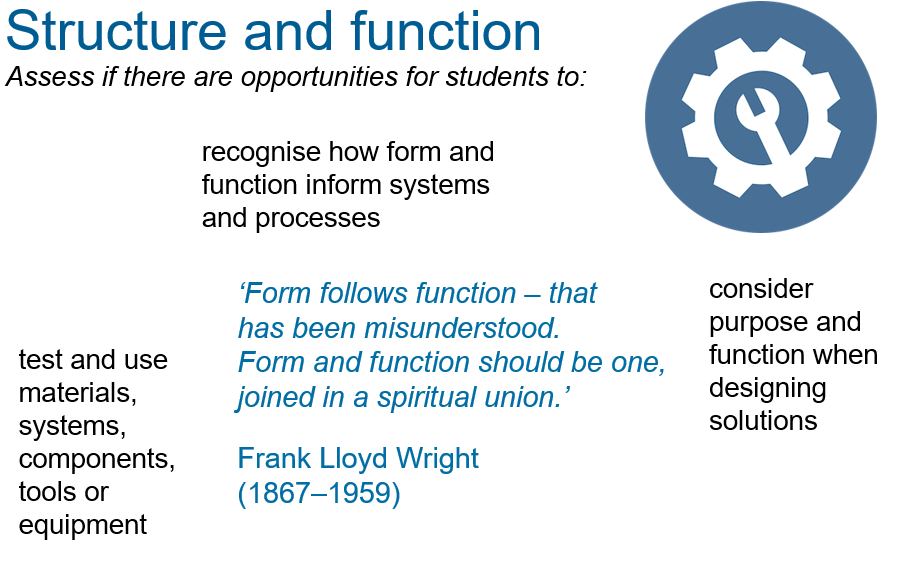 Structure and function
Assess if there are opportunities for students to:
recognise how form and
function inform systems
and processes
‘Form follows function – that
has been misunderstood.
Form and function should be one,
joined in a spiritual union.’
Frank Lloyd Wright
(1867–1959)
consider
purpose and
function when
designing
solutions
test and use
materials,
systems,
components,
tools or
equipment